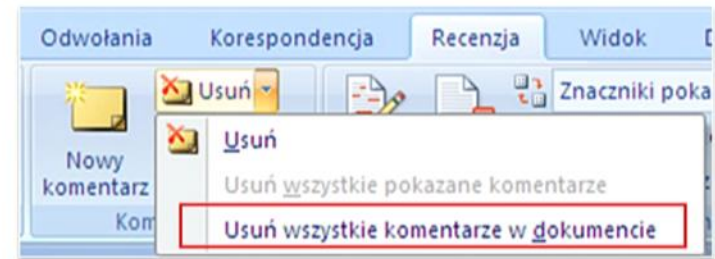 Odwołania Korespondencja Recenzja Widok
Usuń
Znaczniki poka
Nowy
komentarz
Kom
Usuń
Usuń wszystkie pokazane komentarze
Usuń wszystkie komentarze w dokumencie